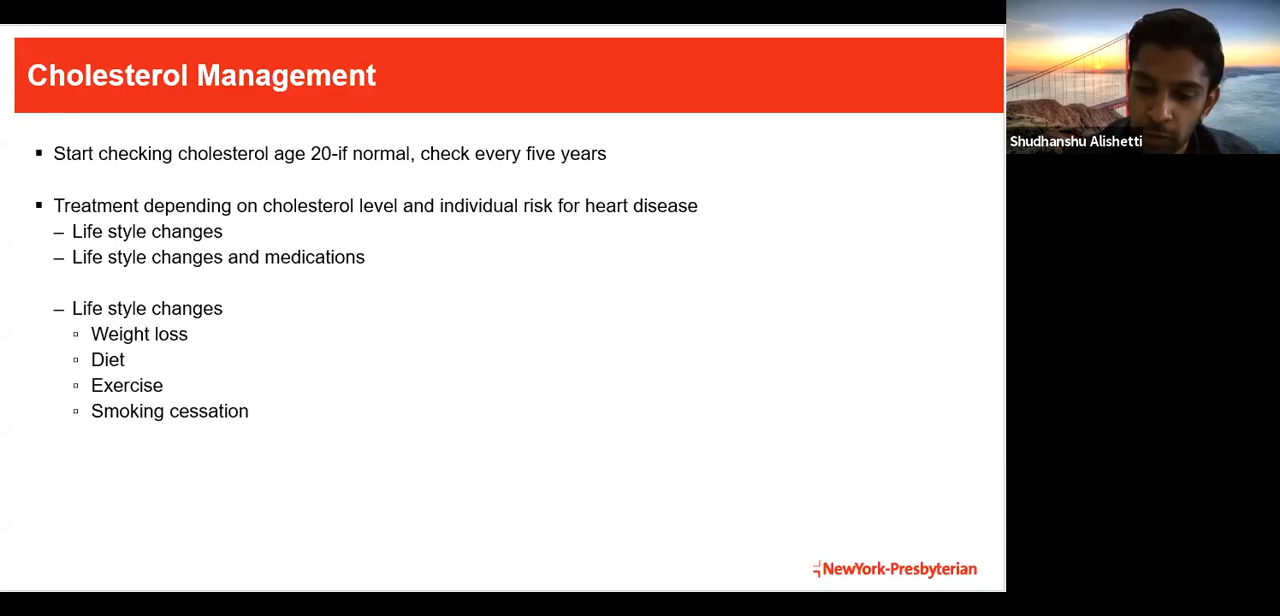 Cholesterol Management
Start checking cholesterol age 20-if normal, check every five years
Treatment depending on cholesterol level and individual risk for heart disease
– Life style changes
– Life style changes and medications
– Life style changes
Weight loss
Diet
Exercise
Smoking cessation
NewYork-Presbyterian
Shudhanshu Alishetti